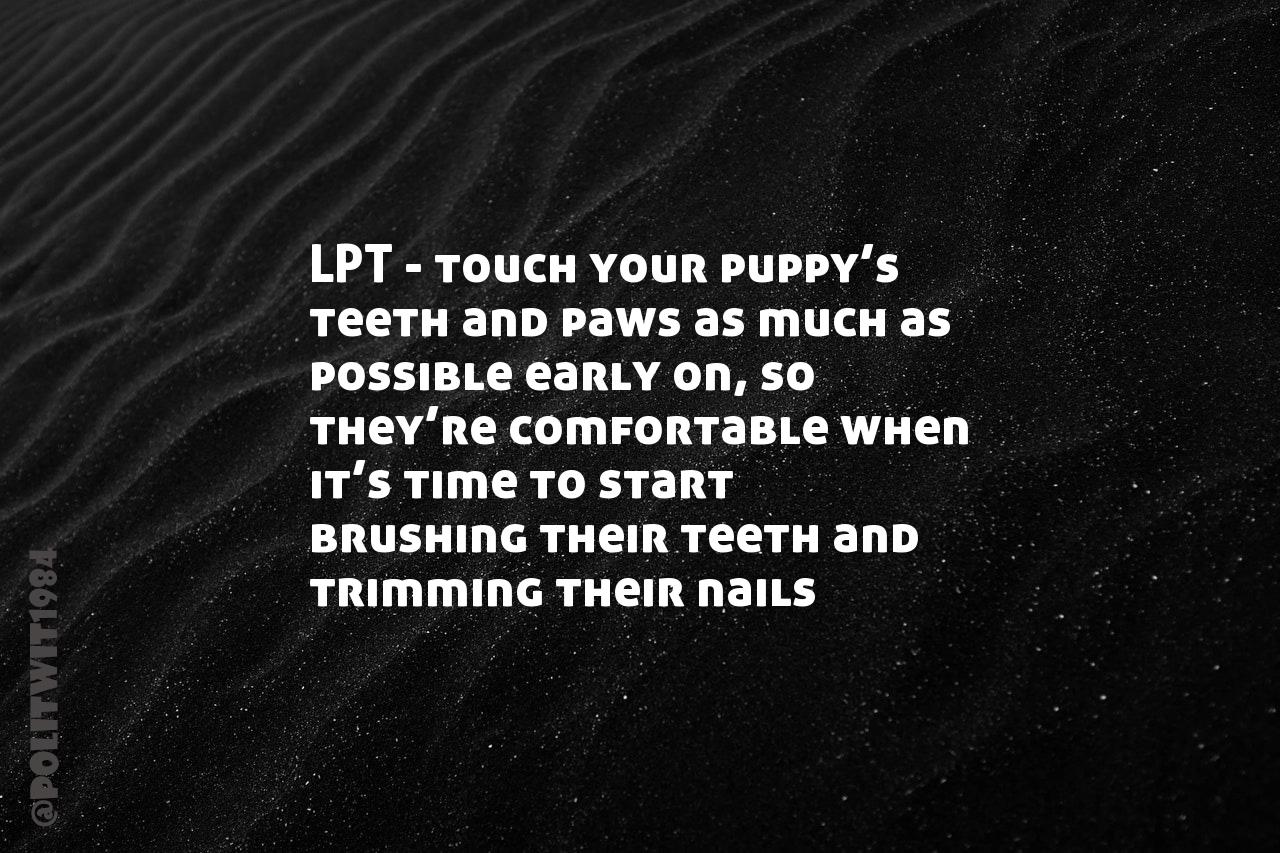 LPT - touch your puppy's
teeth and paws as much as
possible early on, so
they're comfortable when
it's time to start
brushing their teeth and
trimming their nails
@politwit1984